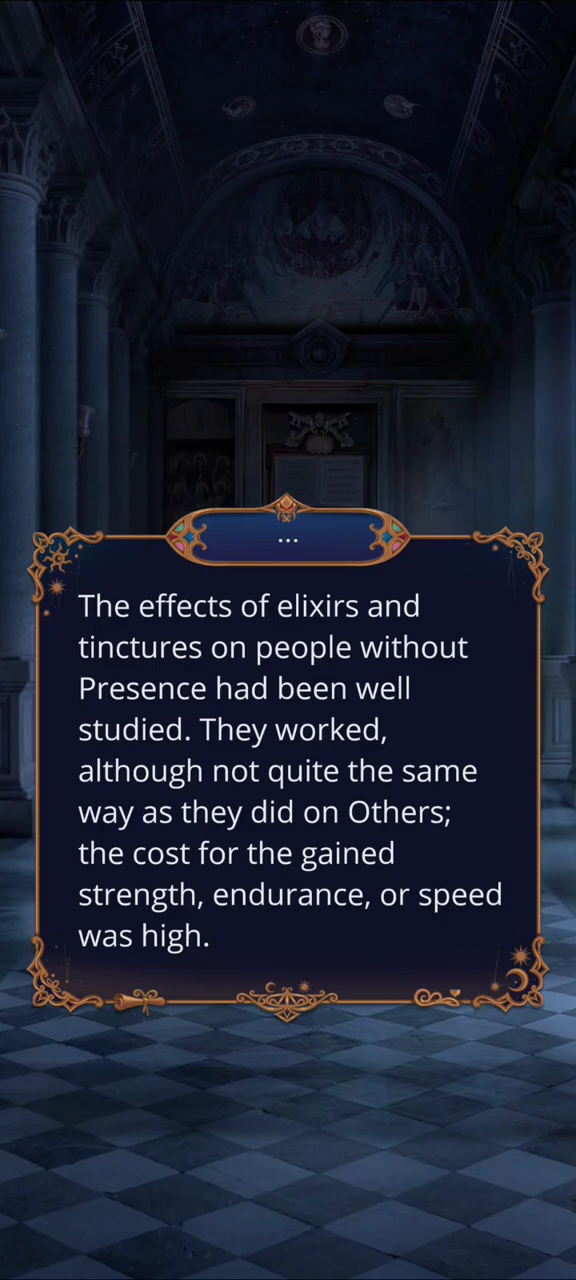 ...
The effects of elixirs and
tinctures on people without
Presence had been well
studied. They worked,
although not quite the same
way as they did on Others;
the cost for the gained
strength, endurance, or speed
was high.